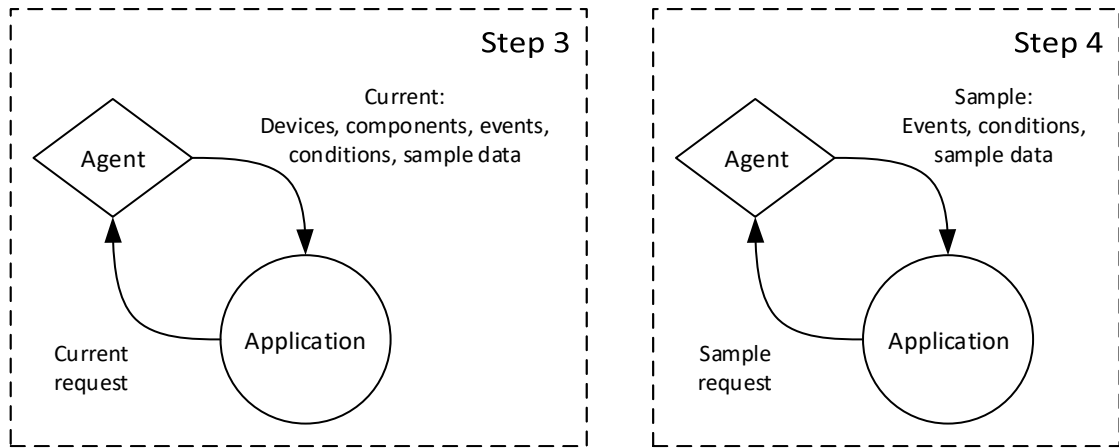 Step 3
Current:
Devices, components, events,
conditions, sample data
Agent
Application
Current
request
Step 4
Sample:
Events, conditions,
sample data
Agent
Application
Sample
request